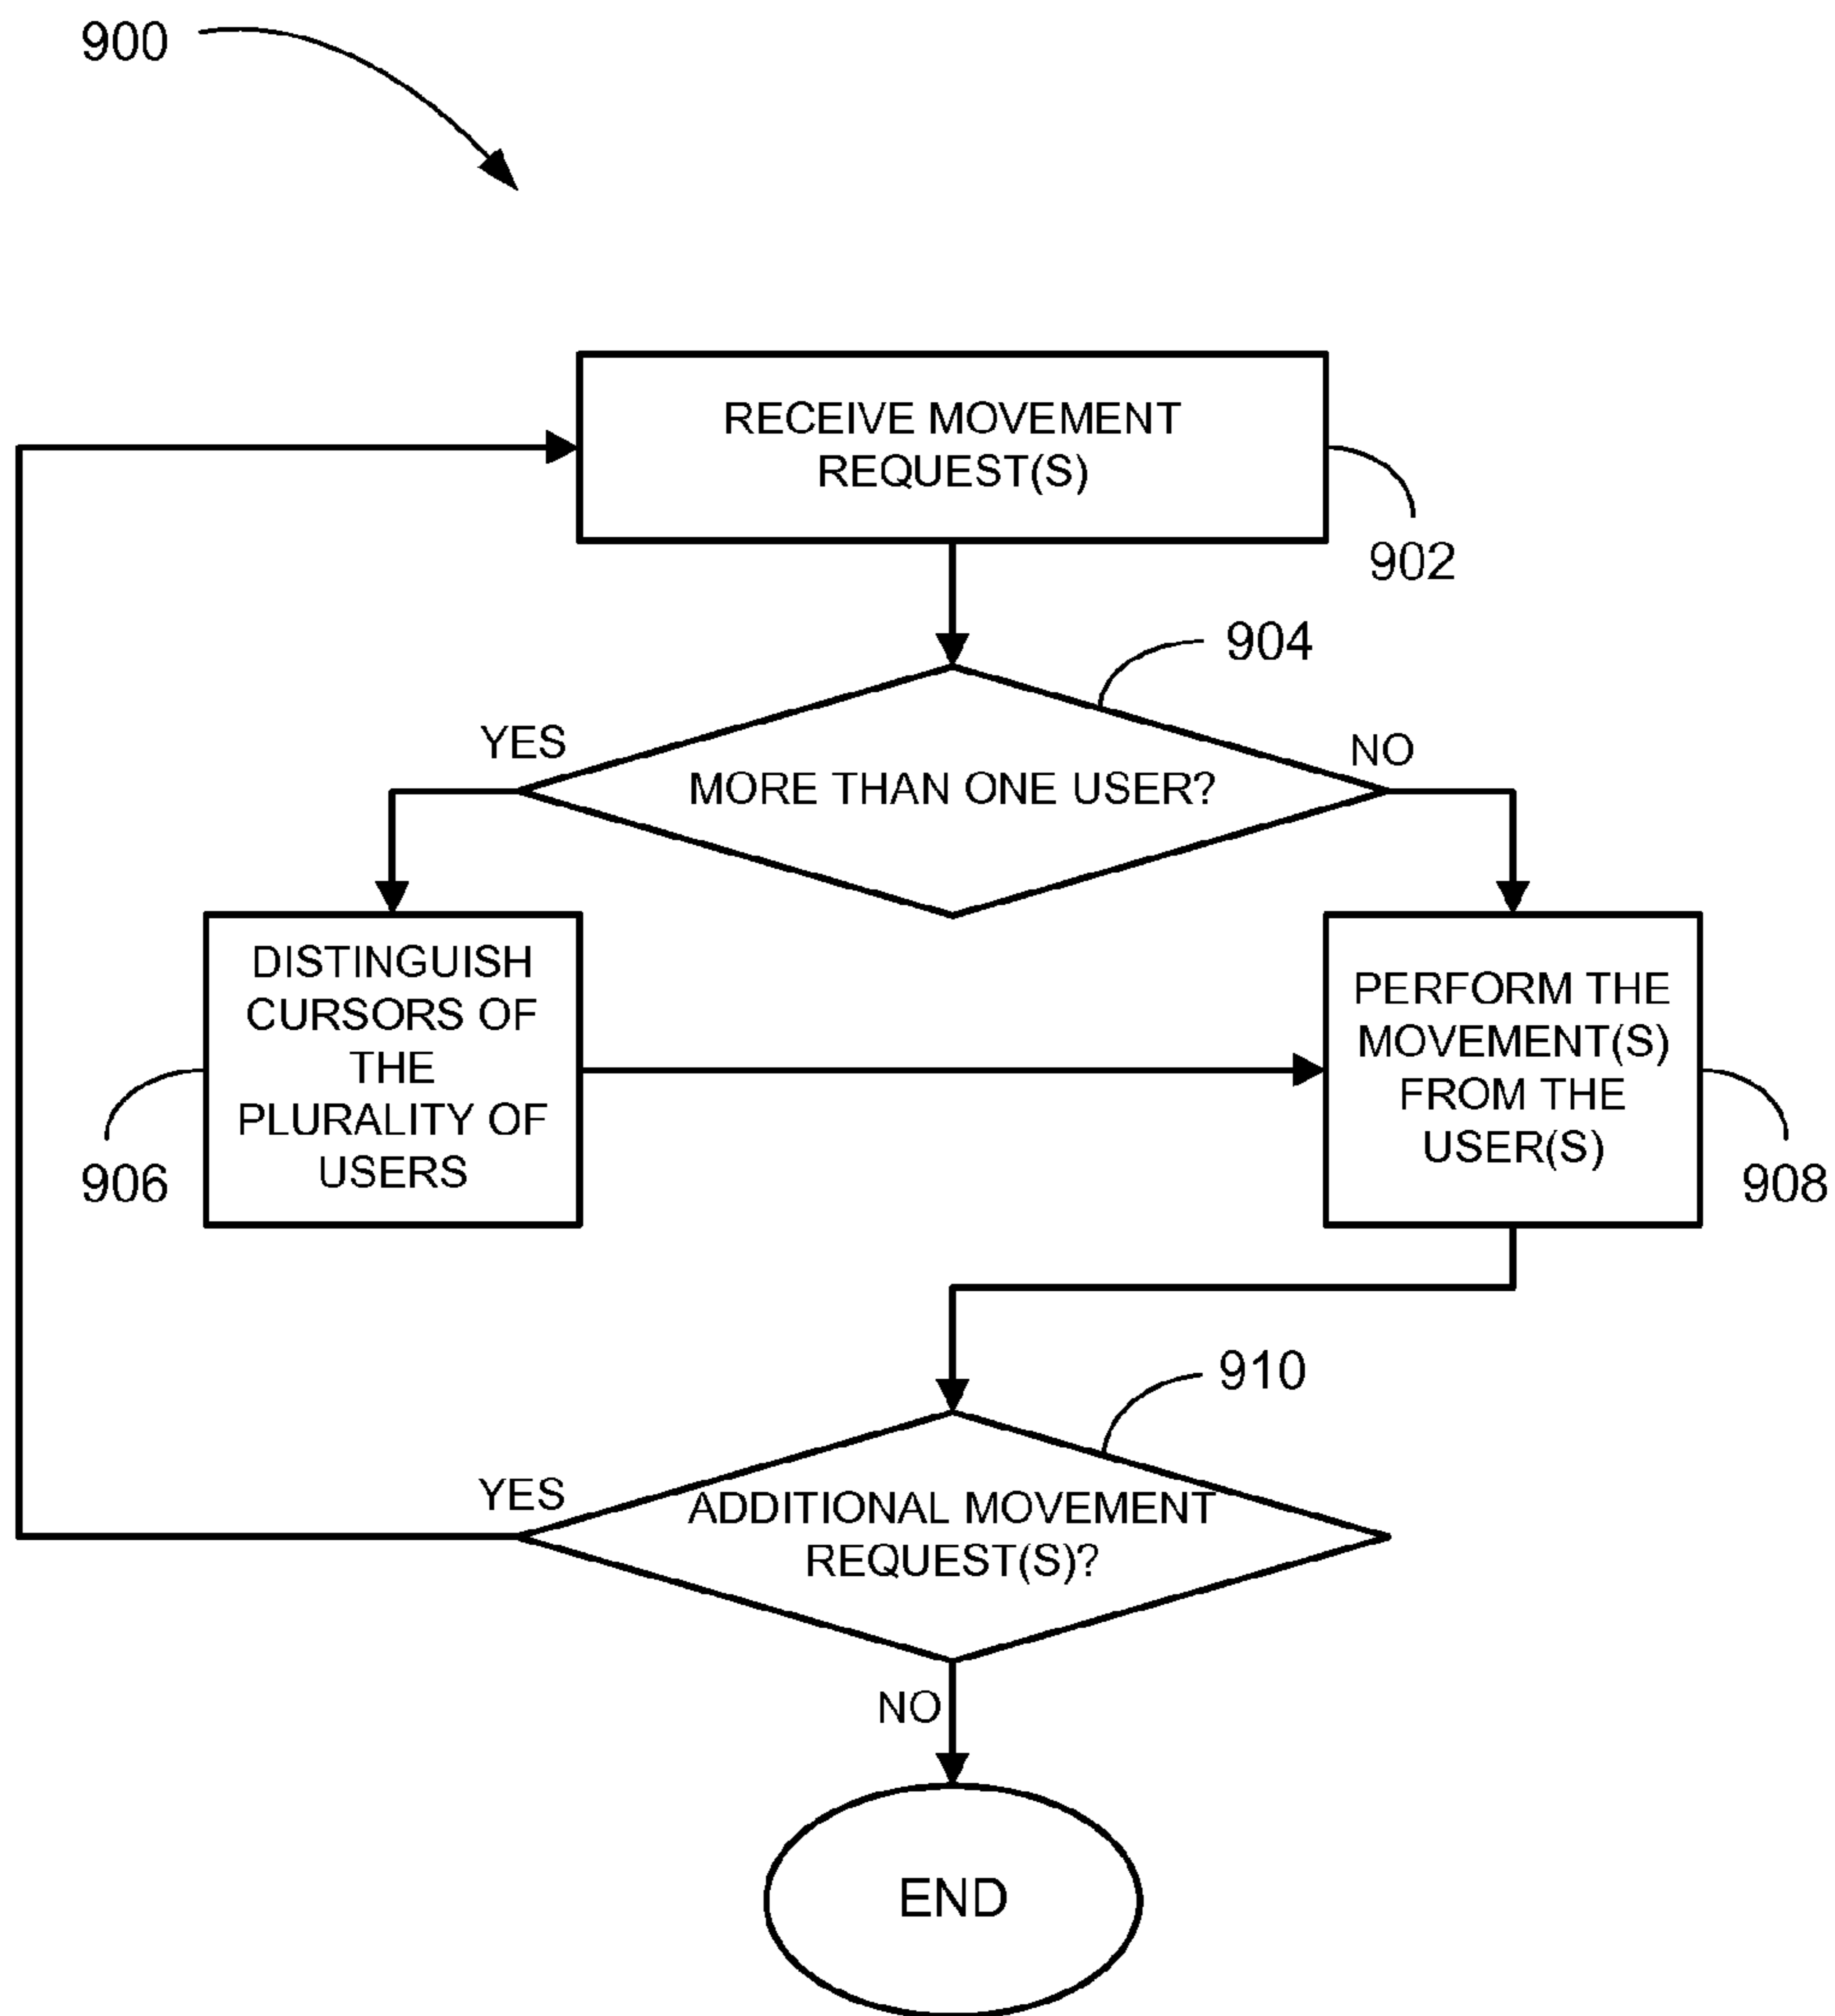 900
RECEIVE MOVEMENT
REQUEST(S)
902
904
YES
NO
MORE THAN ONE USER?
DISTINGUISH
CURSORS OF
THE
PLURALITY OF
USERS
906
PERFORM THE
MOVEMENT(S)
FROM THE
USER(S)
908
910
YES
ADDITIONAL MOVEMENT
REQUEST(S)?
NO
END